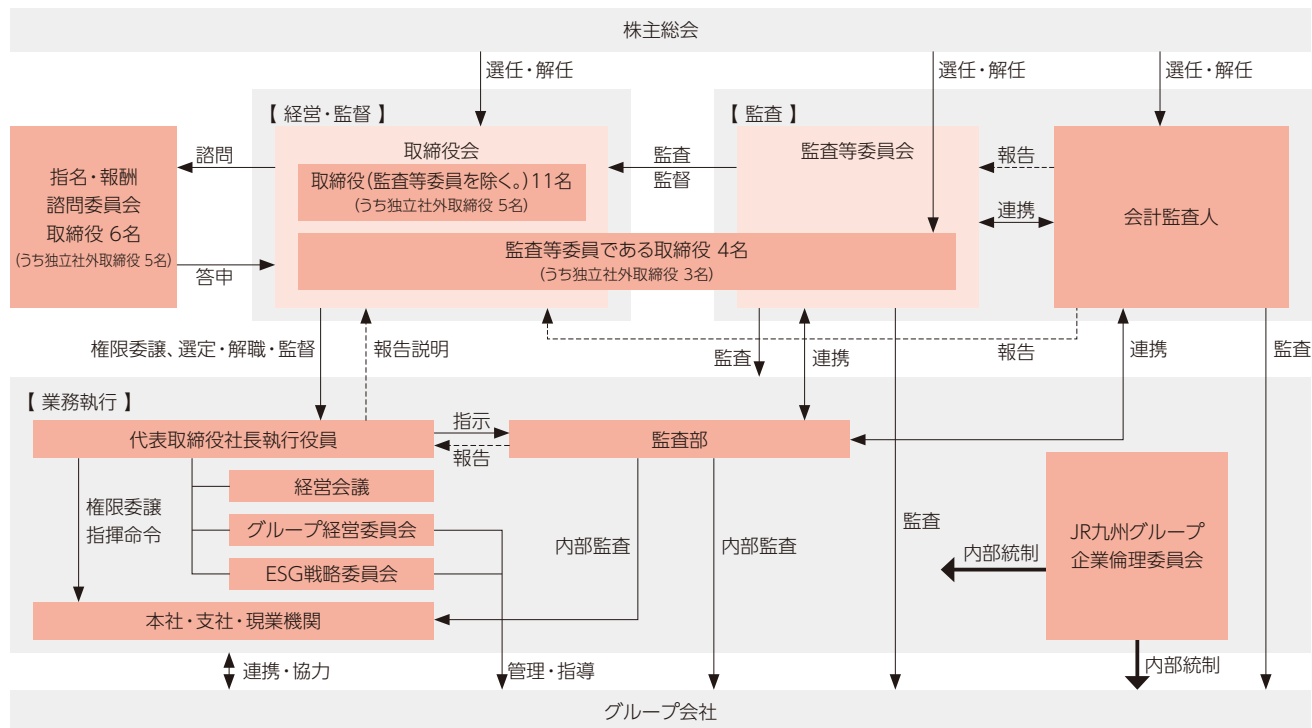 株主総会
選任・解任
選任・解任
選任・解任
【 経営・監督 】
【 監査 】
指名・報酬
諮問委員会
取締役 6名
(うち独立社外取締役 5名)
諮問
答申
取締役会
取締役(監査等委員を除く。)11名
(うち独立社外取締役 5名)
監査
監督
監査等委員会
監査等委員である取締役 4名
(うち独立社外取締役 3名)
報告
連携
会計監査人
権限委譲、選定・解職・監督
報告説明
監査
連携
報告
連携
監査
【 業務執行 】
代表取締役社長執行役員
指示
報告
監査部
権限委譲
指揮命令
経営会議
グループ経営委員会
ESG戦略委員会
本社・支社・現業機関
内部監査
内部監査
監査
内部統制
JR九州グループ
企業倫理委員会
連携・協力
管理・指導
内部統制
グループ会社